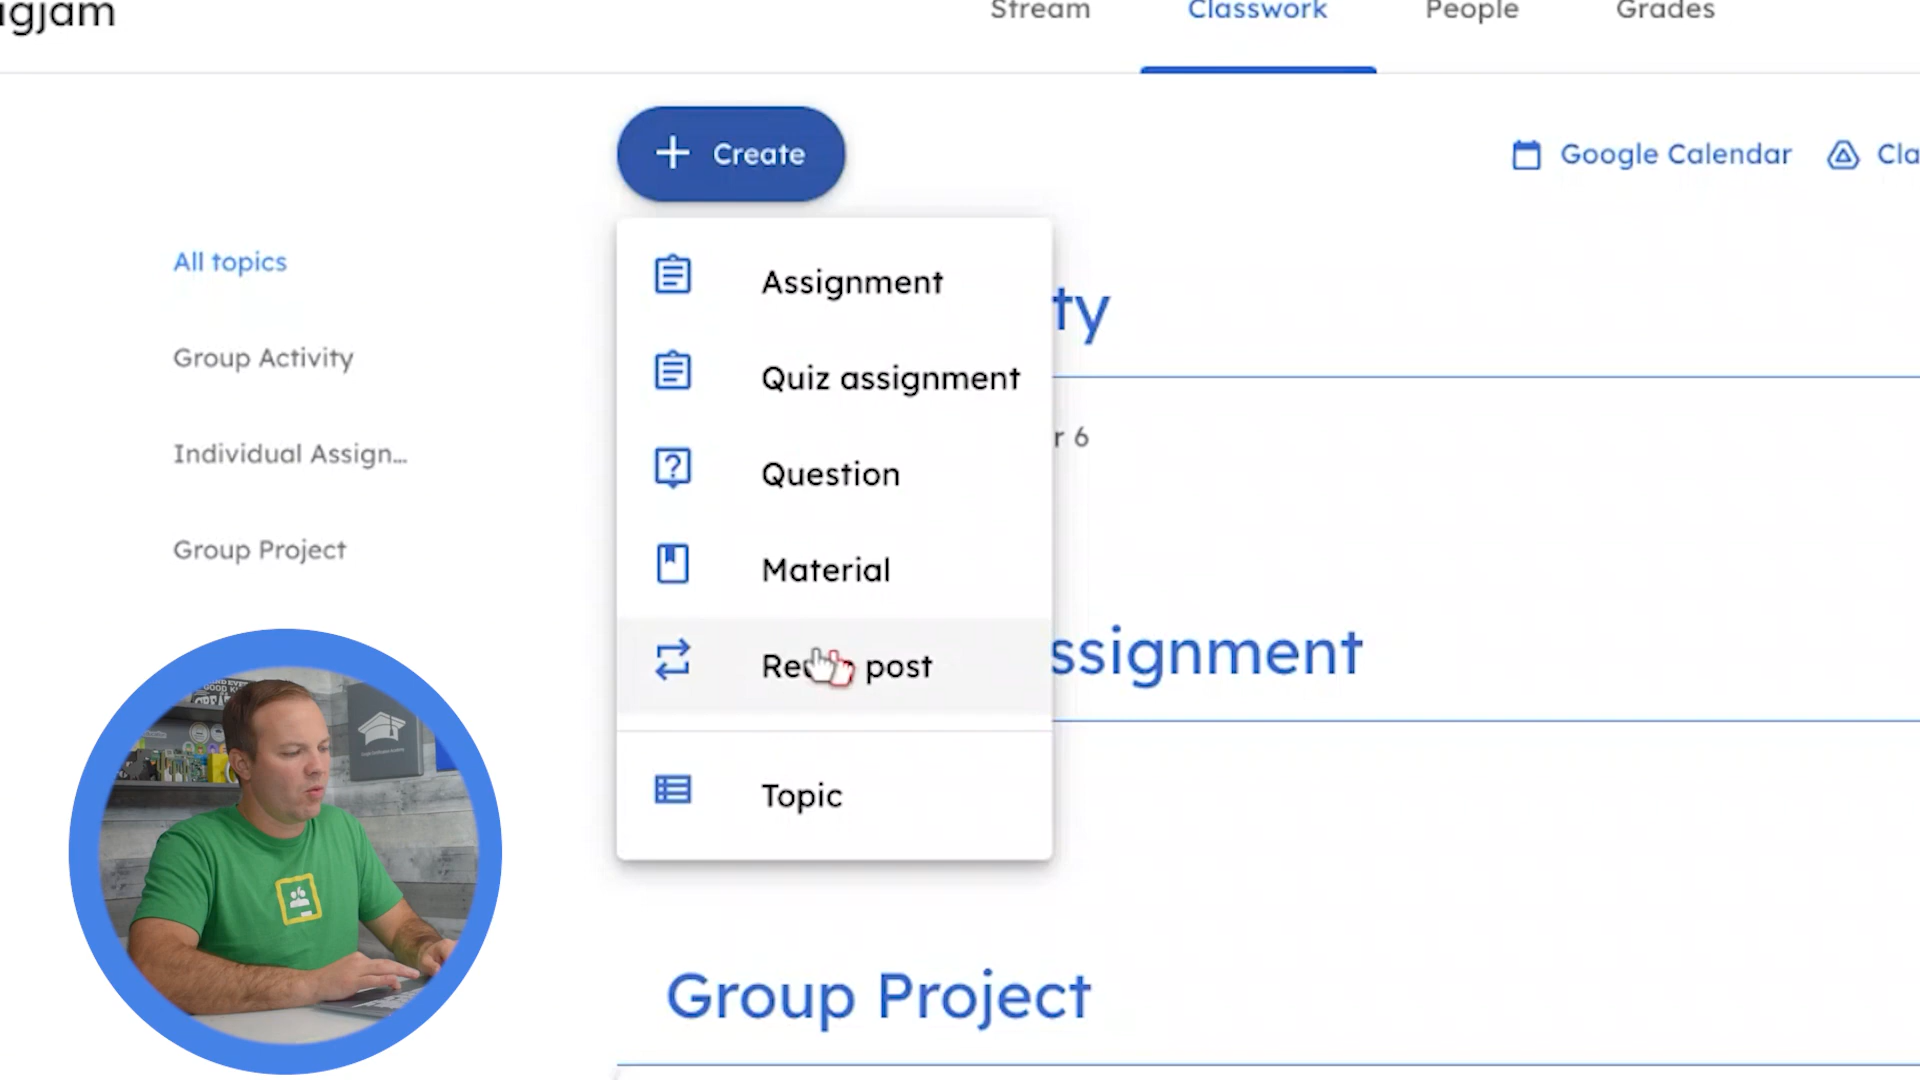 igjam
Stream
Classwork
People
Grades
Create
Google Calendar
Cla
All topics
Assignment
ty
Group Activity
Quiz assignment
r 6
Individual Assign...
Question
Group Project
Material
post
ssignment
Topic
Group Project